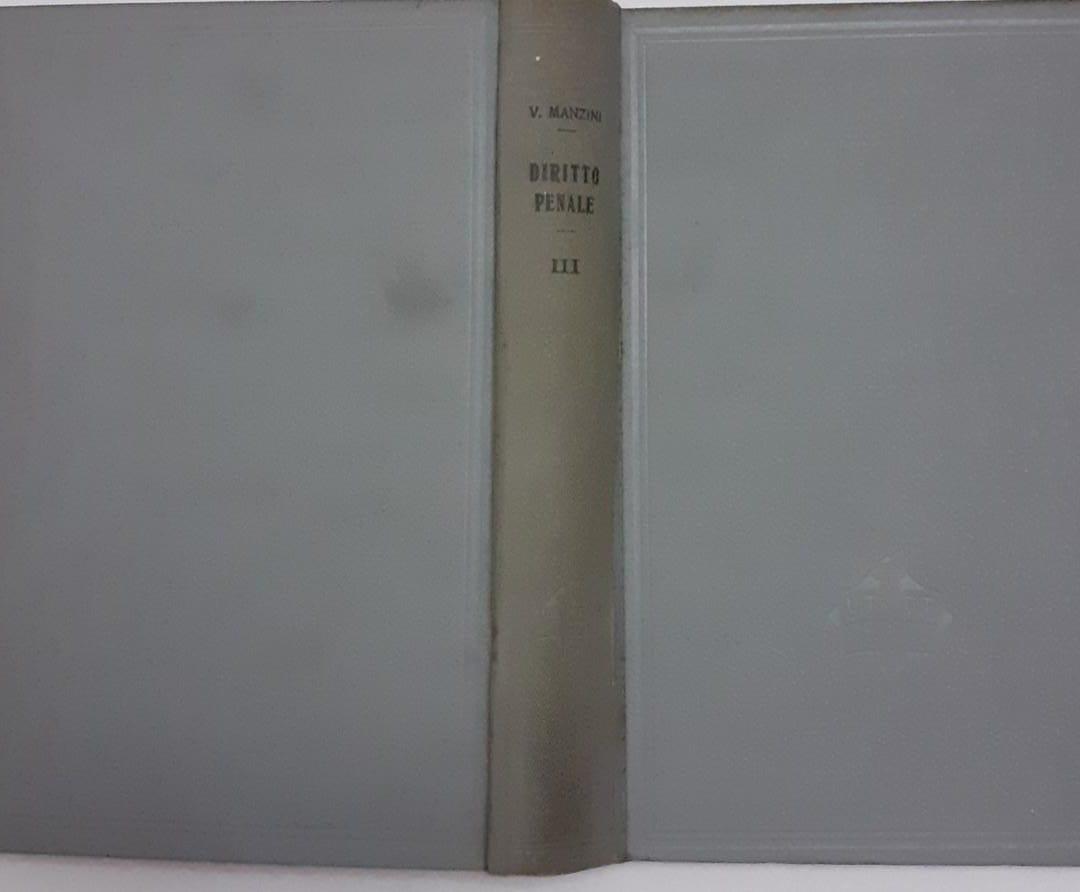 V. MANZINI
DIRITTO
PENALE
III